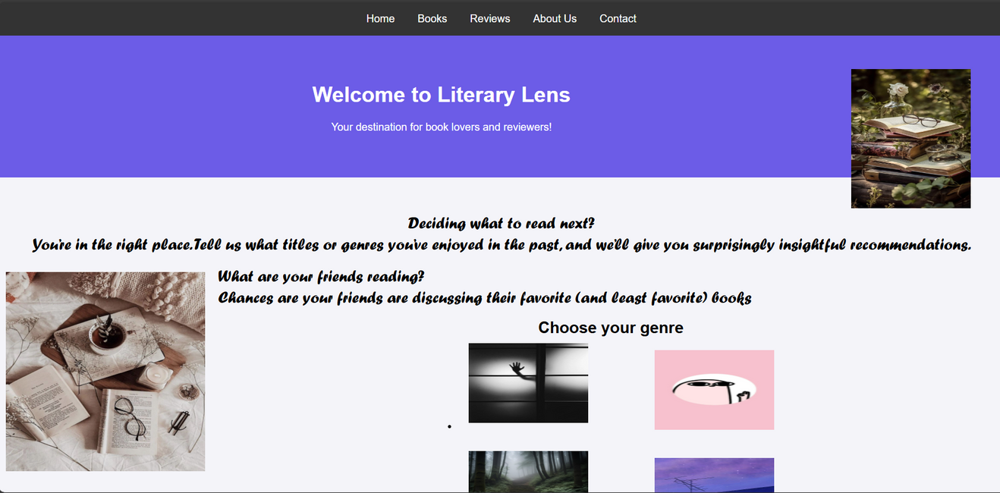 Home Books Reviews About Us Contact
Welcome to Literary Lens
Your destination for book lovers and reviewers!
Deciding what to read next?
You're in the right place.Tell us what titles or genres you've enjoyed in the past, and we'll give you surprisingly insightful recommendations.
What are your friends reading?
Chances are your friends are discussing their favorite (and least favorite) books
Choose your genre